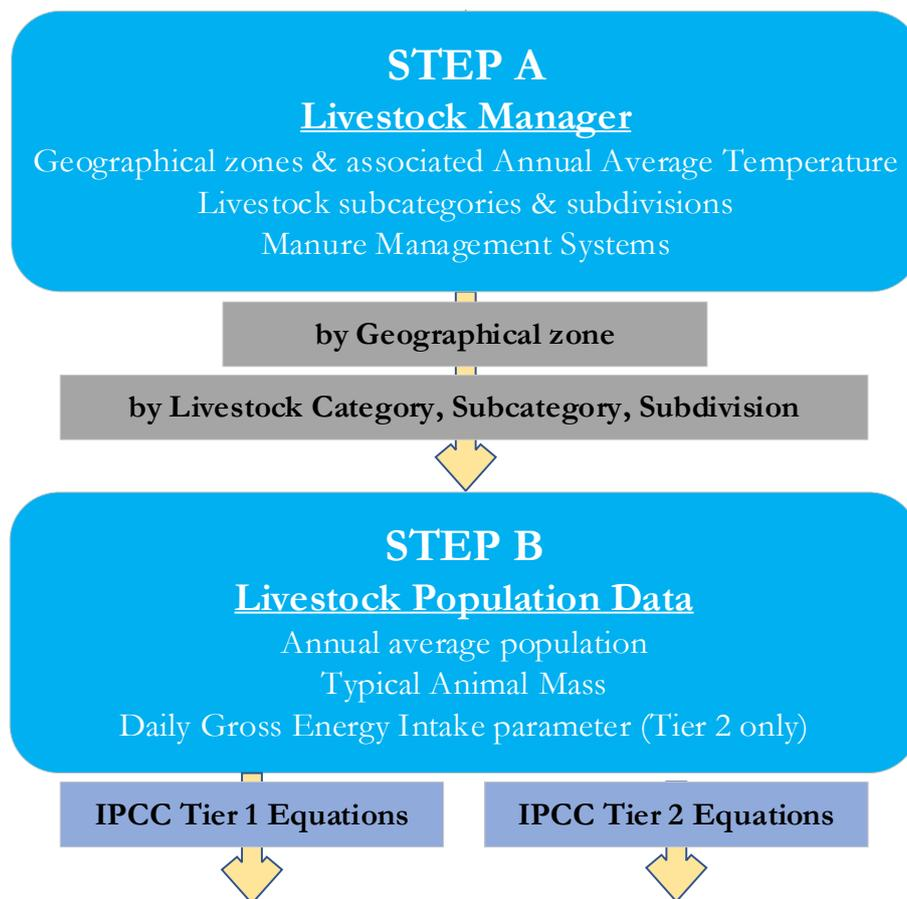 STEP A
Livestock Manager
Geographical zones & associated Annual Average Temperature
Livestock subcategories & subdivisions
Manure Management Systems
by Geographical zone
by Livestock Category, Subcategory, Subdivision
STEP B
Livestock Population Data
Annual average population
Typical Animal Mass
Daily Gross Energy Intake parameter (Tier 2 only)
IPCC Tier 1 Equations
IPCC Tier 2 Equations